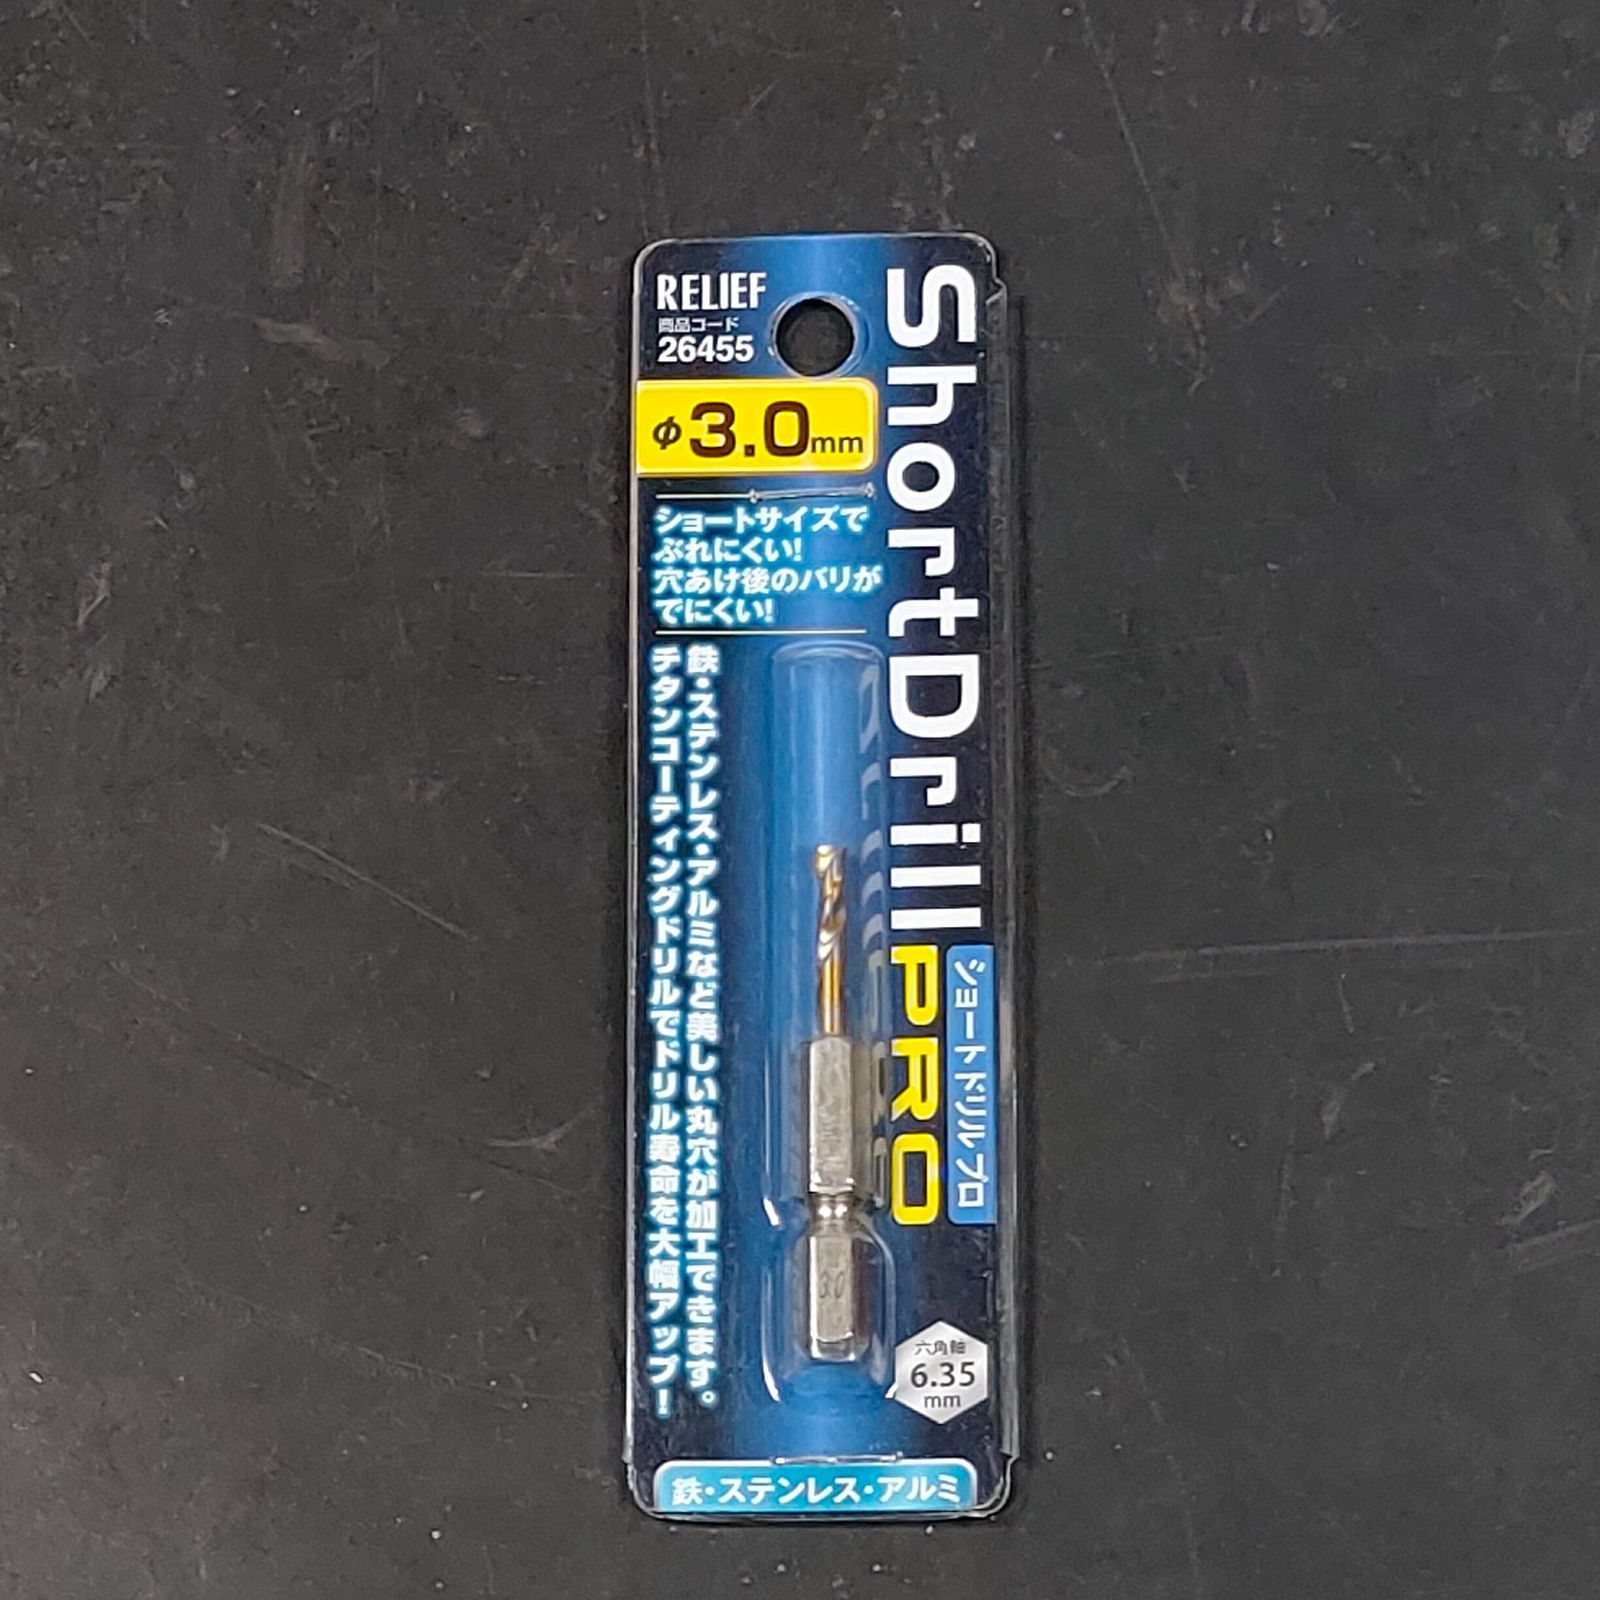 RELIEF
商品コード
26455
φ3.0mm
ショートサイズで
ぶれにくい!
穴あけ後のバリが
でにくい!
鉄・ステンレス・アルミなど美しい丸穴が加工できます。
チタンコーティングドリルでドリル寿命を大幅アップ!
ShortDrillPRO
ショートドリルプロ
3.0
六角軸
6.35
mm
鉄・ステンレス・アルミ